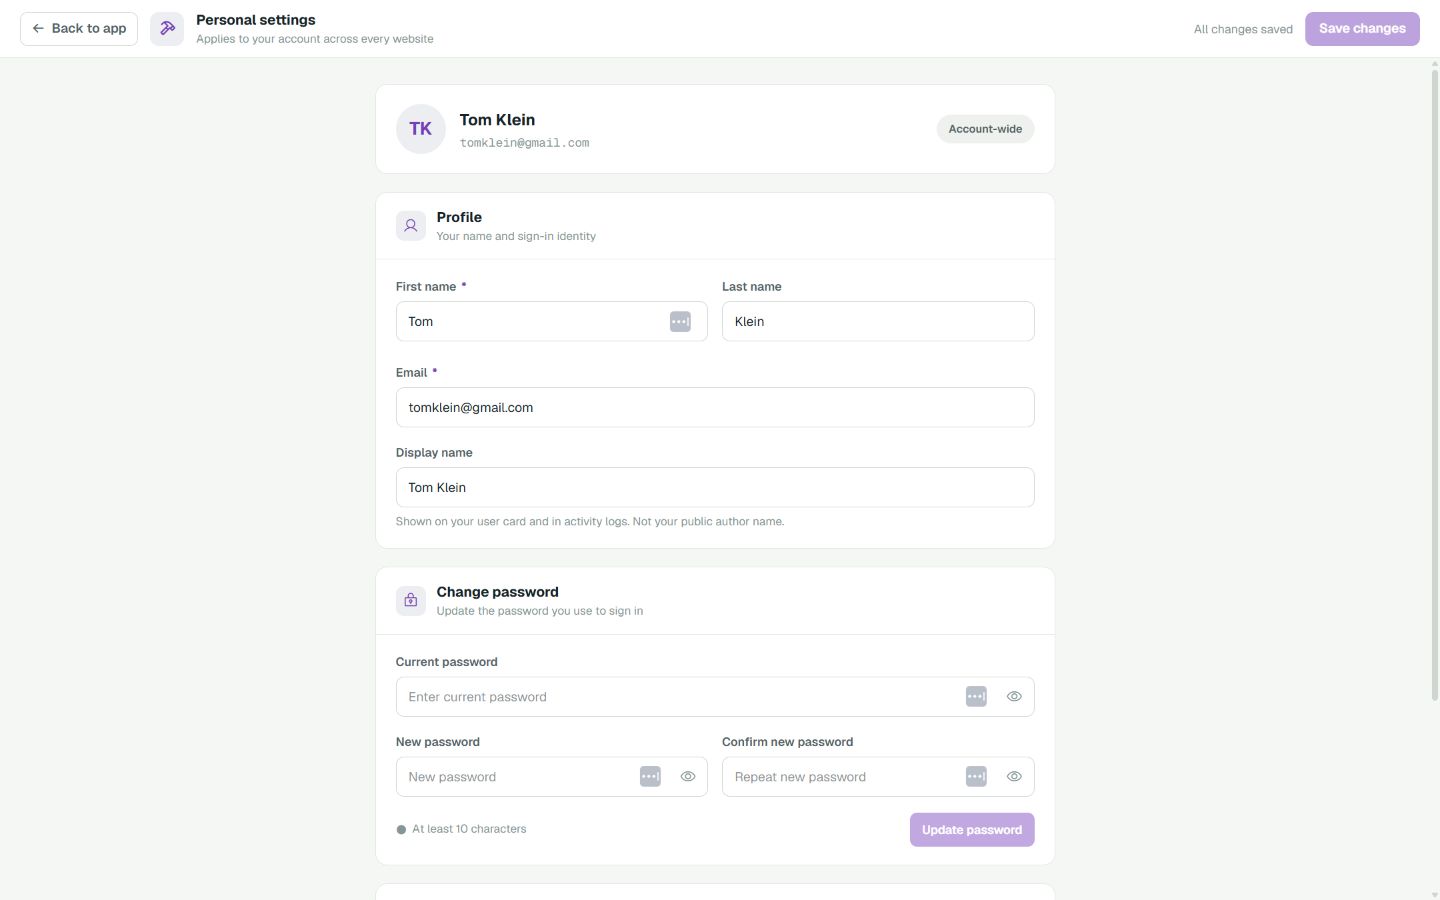 Back to app
Personal settings
Applies to your account across every website
All changes saved
Save changes
TK
Tom Klein
tomklein@gmail.com
Account-wide
Profile
Your name and sign-in identity
First name *
Last name
Tom
Klein
Email *
tomklein@gmail.com
Display name
Tom Klein
Shown on your user card and in activity logs. Not your public author name.
Change password
Update the password you use to sign in
Current password
Enter current password
New password
Confirm new password
New password
Repeat new password
At least 10 characters
Update password